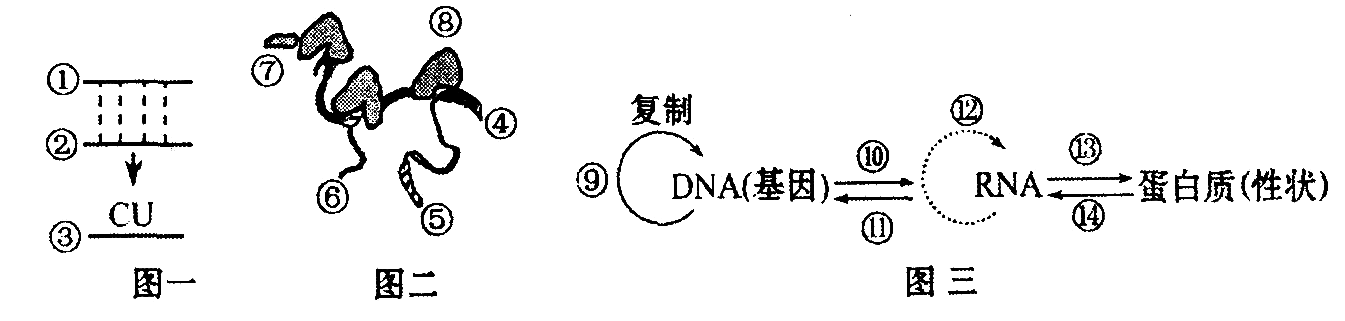 ①
②
CU
③
图一
⑧
⑦
④
⑥
⑤
图二
复制
⑫
⑨
DNA(基因)
⑩
⑪
RNA
⑬
⑭
蛋白质(性状)
图三